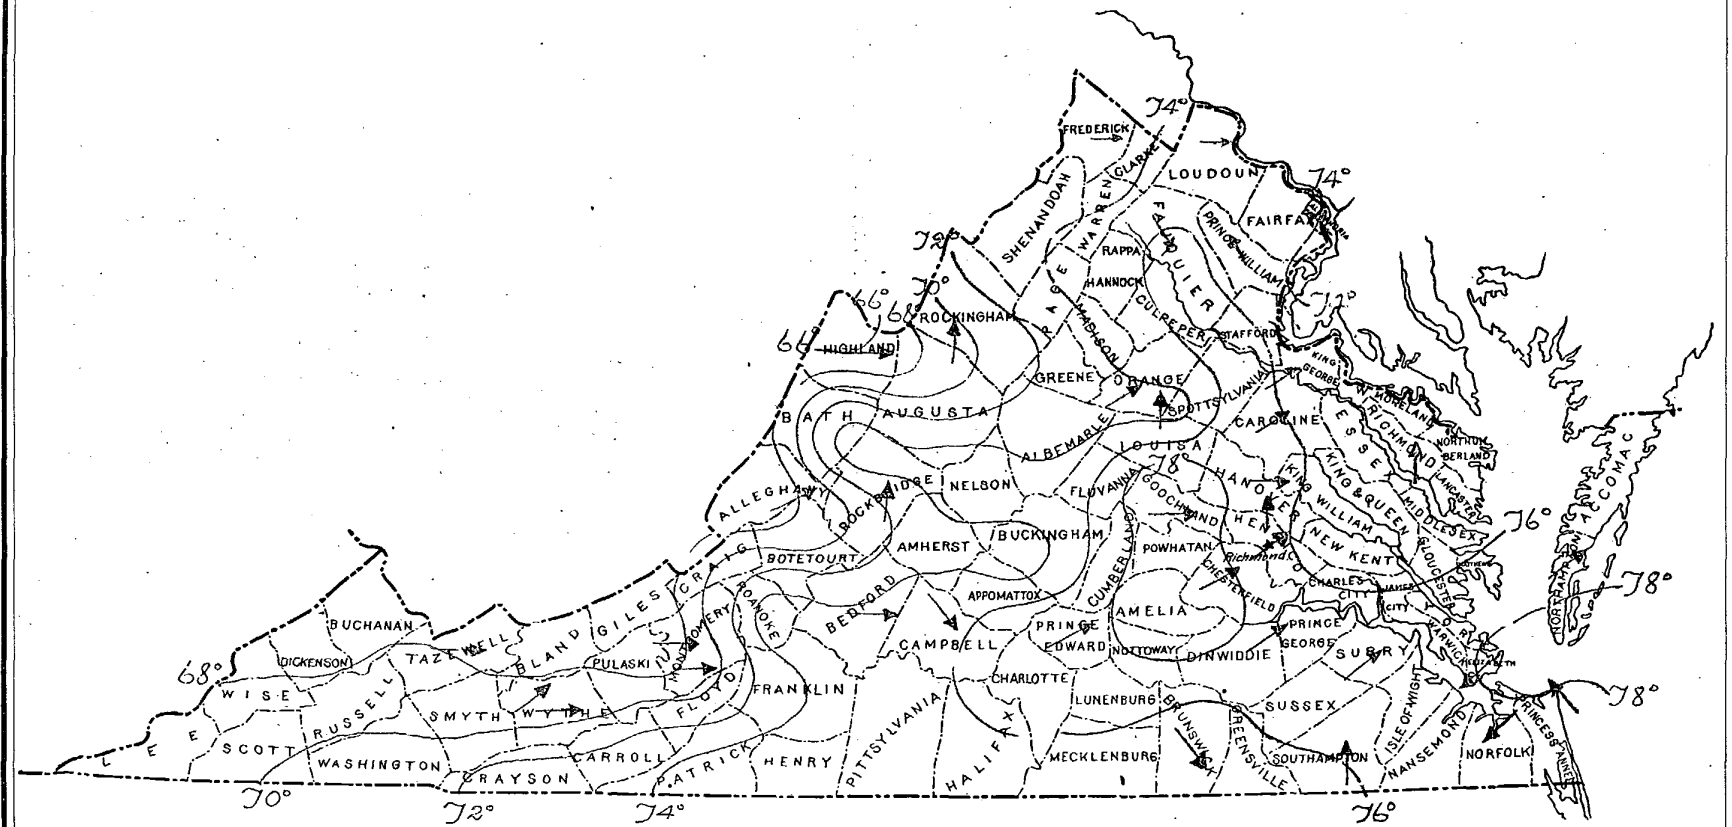 74°
FREDERICK
CLARKE
LOUDOUN
74°
SHENANDOAH
WARREN
FAUQUIER
PRINCE WILLIAM
FAIRFAX
72°
RAPPA
HANNOCK
PAGE
70°
66°
68°
ROCKINGHAM
MADISON
CULPEPER
STAFFORD
72°
66°
HIGHLAND
KING
GEORGE
GREENE
ORANGE
SPOTTSYLVANIA
BATH
AUGUSTA
ALBEMARLE
LOUISA
CAROLINE
ESSEX
RICHMOND
NORTHUM
BERLAND
ACCOMAC
78°
ALLEGHANY
ROCKBRIDGE
NELSON
FLUVANNA
GOOCHLAND
HANOVER
KING WILLIAM
KING & QUEEN
LANCASTER
MIDDLESEX
76°
CRAIG
BOTETOURT
AMHERST
BUCKINGHAM
CUMBERLAND
POWHATAN
HENRICO
Richmond
NEW KENT
GLOUCESTER
NORTHAMPTON
78°
GILES
MONTGOMERY
ROANOKE
BEDFORD
APPOMATTOX
AMELIA
CHESTERFIELD
CHARLES
CITY
JAMES
CITY
YORK
WARWICK
BUCHANAN
DICKENSON
TAZEWELL
BLAND
PULASKI
CAMPBELL
PRINCE
EDWARD
NOTTOWAY
DINWIDDIE
PRINCE
GEORGE
SURRY
ELIZABETH
68°
WISE
RUSSELL
SMYTH
WYTHE
FLOYD
FRANKLIN
PITTSYLVANIA
CHARLOTTE
LUNENBURG
BRUNSWICK
SUSSEX
ISLE OF WIGHT
78°
LEE
SCOTT
WASHINGTON
GRAYSON
CARROLL
PATRICK
HENRY
HALIFAX
MECKLENBURG
GREENSVILLE
SOUTHAMPTON
NANSEMOND
NORFOLK
PRINCESS ANNE
70°
72°
74°
76°